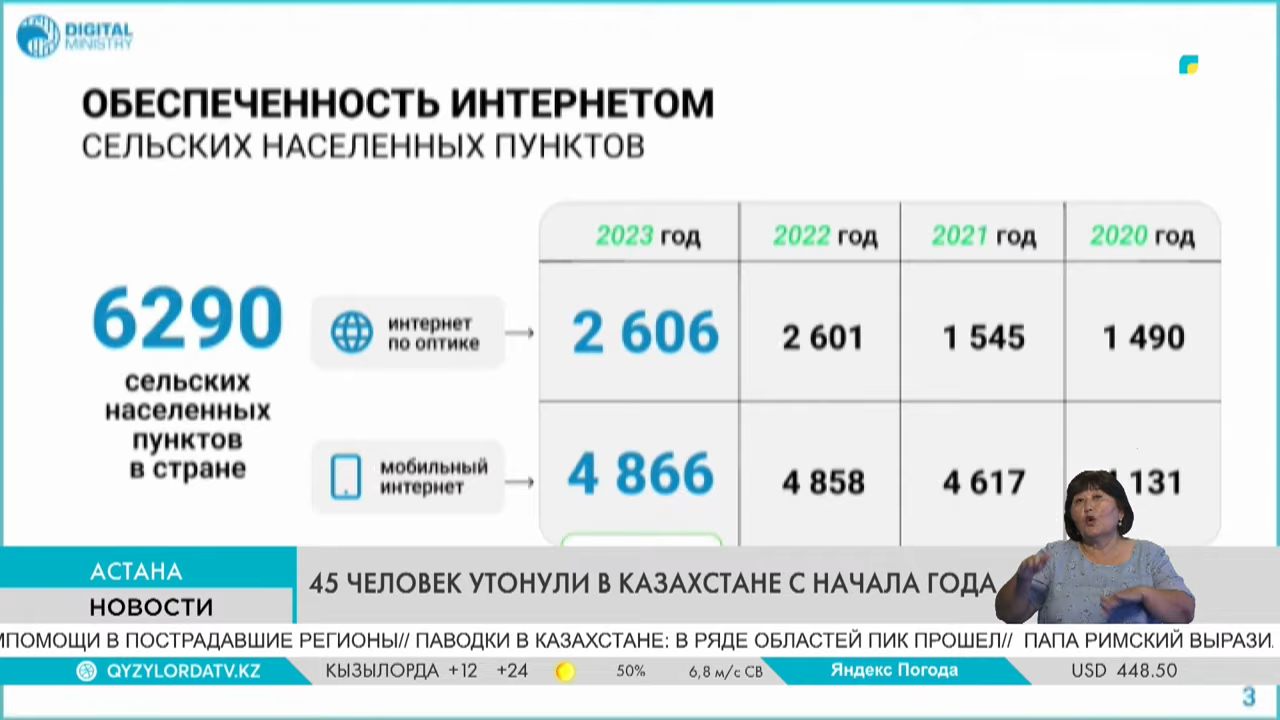 DIGITAL
MINISTRY
ОБЕСПЕЧЕННОСТЬ ИНТЕРНЕТОМ
СЕЛЬСКИХ НАСЕЛЕННЫХ ПУНКТОВ
2023 год 2022 год 2021 год 2020 год
6290
сельских
населенных
пунктов
в стране
интернет
по оптике
2 606 2 601 1 545 1 490
мобильный
интернет
4 866 4 858 4 617 131
АСТАНА
НОВОСТИ
45 ЧЕЛОВЕК УТОНУЛИ В КАЗАХСТАНЕ С НАЧАЛА ГОДА
МПОМОЩИ В ПОСТРАДАВШИЕ РЕГИОНЫ// ПАВОДКИ В КАЗАХСТАНЕ: В РЯДЕ ОБЛАСТЕЙ ПИК ПРОШЕЛ// ПАПА РИМСКИЙ ВЫРАЗИ
QYZYLORDATV.KZ КЫЗЫЛОРДА +12 +24 50% 6,8 м/с СВ Яндекс Погода USD 448.50
3